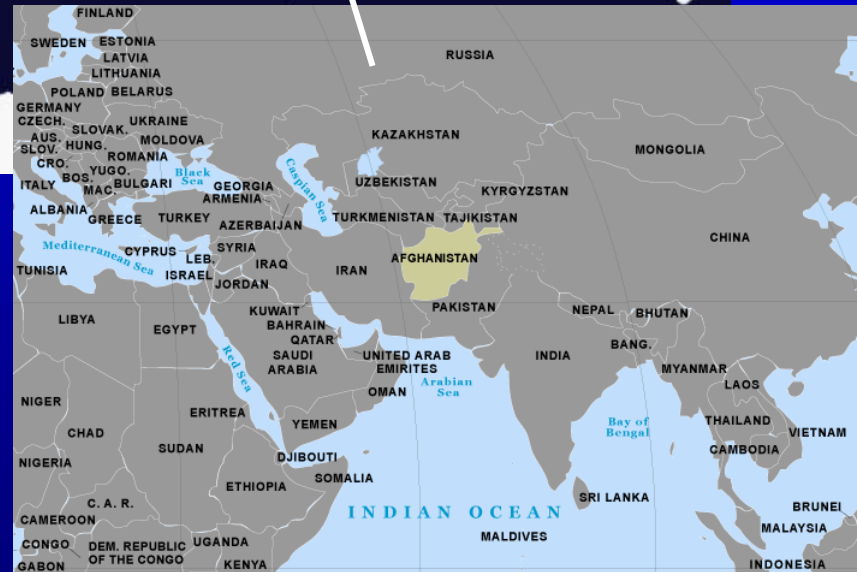 FINLAND
SWEDEN
ESTONIA
RUSSIA
LATVIA
LITHUANIA
POLAND
BELARUS
GERMANY
CZECH.
UKRAINE
SLOVAK.
KAZAKHSTAN
AUS.
HUNG.
MOLDOVA
SLOV.
MONGOLIA
ROMANIA
CRO.
YUGO.
Black
Sea
Caspian Sea
BOS.
UZBEKISTAN
ITALY
MAC.
BULGARI
GEORGIA
KYRGYZSTAN
ARMENIA
ALBANIA
GREECE
TURKEY
TURKMENISTAN
TAJIKISTAN
AZERBAIJAN
CHINA
Mediterranean Sea
CYPRUS
SYRIA
LEB.
AFGHANISTAN
IRAQ
IRAN
TUNISIA
ISRAEL
JORDAN
PAKISTAN
KUWAIT
NEPAL
BHUTAN
LIBYA
EGYPT
BAHRAIN
QATAR
BANG.
SAUDI
ARABIA
UNITED ARAB
EMIRITES
INDIA
Red Sea
MYANMAR
Arabian
Sea
LAOS
OMAN
NIGER
ERITREA
THAILAND
YEMEN
Bay of
Bengal
CHAD
VIETNAM
SUDAN
CAMBODIA
DJIBOUTI
NIGERIA
SOMALIA
ETHIOPIA
SRI LANKA
C. A. R.
INDIAN OCEAN
BRUNEI
CAMEROON
MALAYSIA
MALDIVES
CONGO
DEM. REPUBLIC
OF THE CONGO
UGANDA
KENYA
GABON
INDONESIA